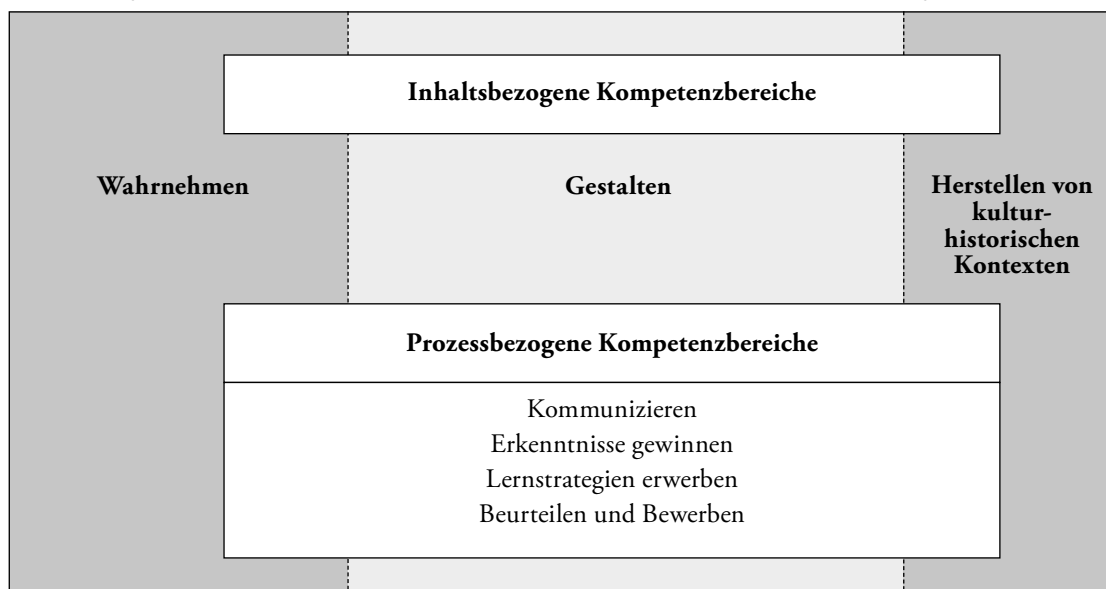 Inhaltsbezogene Kompetenzbereiche
Wahrnehmen
Gestalten
Herstellen von
kultur-
historischen
Kontexten
Prozessbezogene Kompetenzbereiche
Kommunizieren
Erkenntnisse gewinnen
Lernstrategien erwerben
Beurteilen und Bewerben